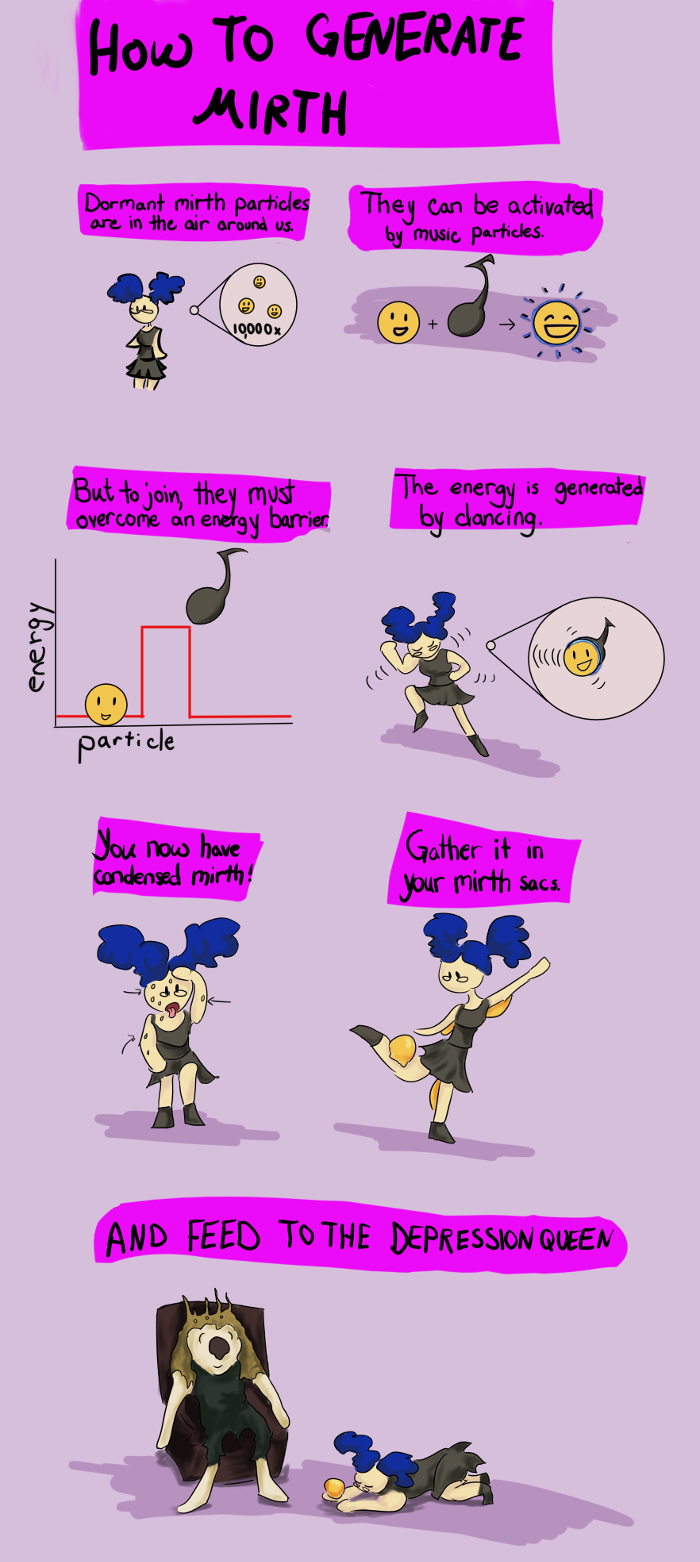 HOW TO GENERATE
MIRTH
Dormant mirth particles
are in the air around us.
They can be activated
by music particles.
10,000x
+
→
But to join, they must
overcome an energy barrier.
The energy is generated
by dancing.
energy
particle
You now have
condensed mirth!
Gather it in
your mirth sacs.
AND FEED TO THE DEPRESSION QUEEN